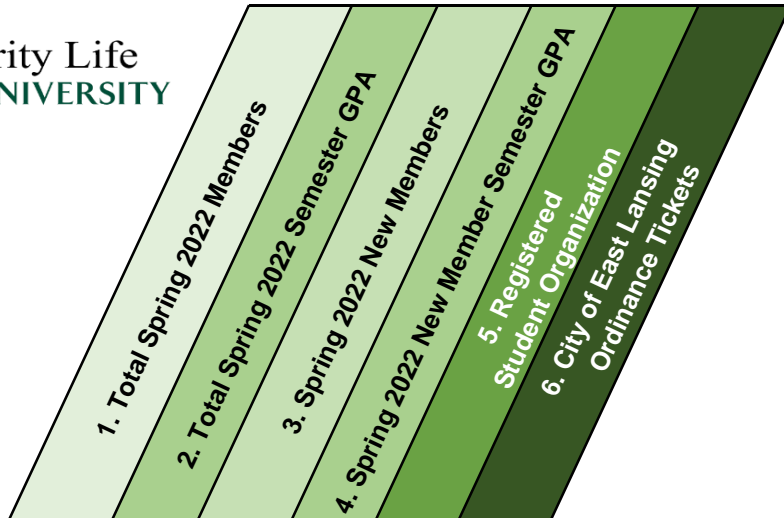 rity Life
NIVERSITY
1. Total Spring 2022 Members
2. Total Spring 2022 Semester GPA
3. Spring 2022 New Members
4. Spring 2022 New Member Semester GPA
5. Registered
Student Organization
6. City of East Lansing
Ordinance Tickets